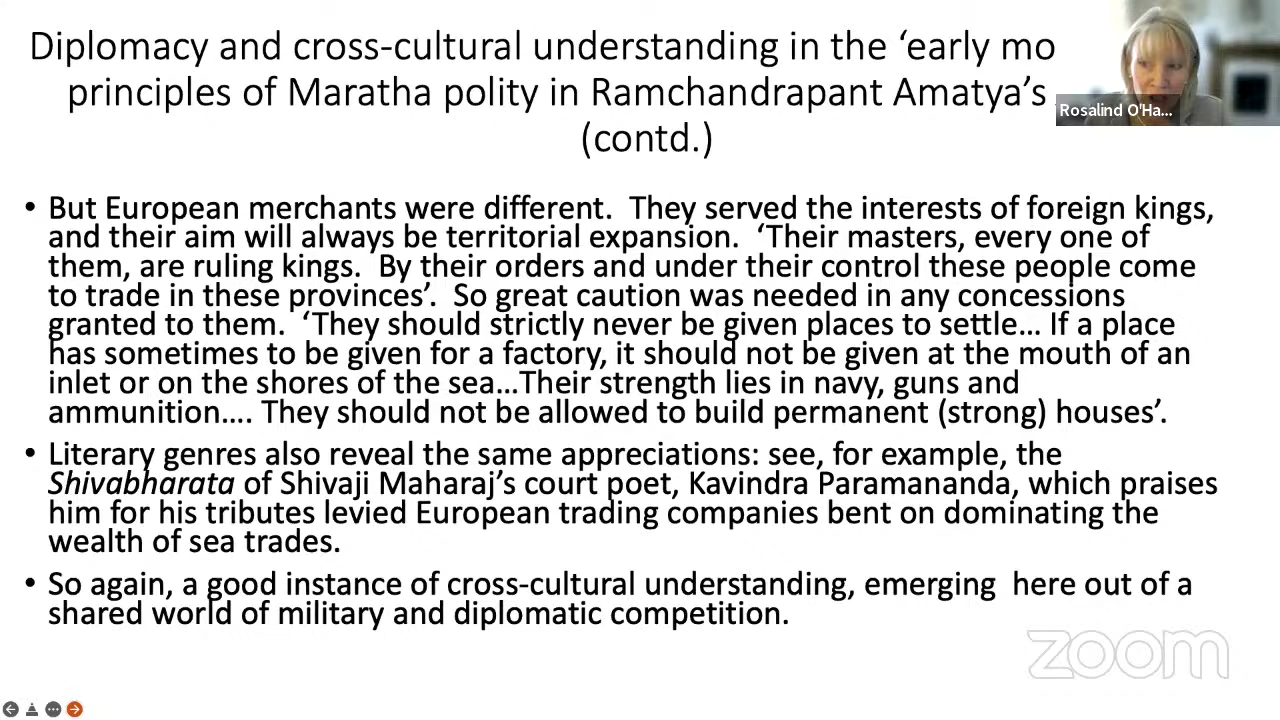 Diplomacy and cross-cultural understanding in the ‘early mo
principles of Maratha polity in Ramchandrapant Amatya’s
(contd.)
Rosalind O'Ha...
• But European merchants were different. They served the interests of foreign kings,
and their aim will always be territorial expansion. ‘Their masters, every one of
them, are ruling kings. By their orders and under their control these people come
to trade in these provinces’. So great caution was needed in any concessions
granted to them. ‘They should strictly never be given places to settle… If a place
has sometimes to be given for a factory, it should not be given at the mouth of an
inlet or on the shores of the sea…Their strength lies in navy, guns and
ammunition…. They should not be allowed to build permanent (strong) houses’.
• Literary genres also reveal the same appreciations: see, for example, the
Shivabharata of Shivaji Maharaj’s court poet, Kavindra Paramananda, which praises
him for his tributes levied European trading companies bent on dominating the
wealth of sea trades.
• So again, a good instance of cross-cultural understanding, emerging here out of a
shared world of military and diplomatic competition.
zoom